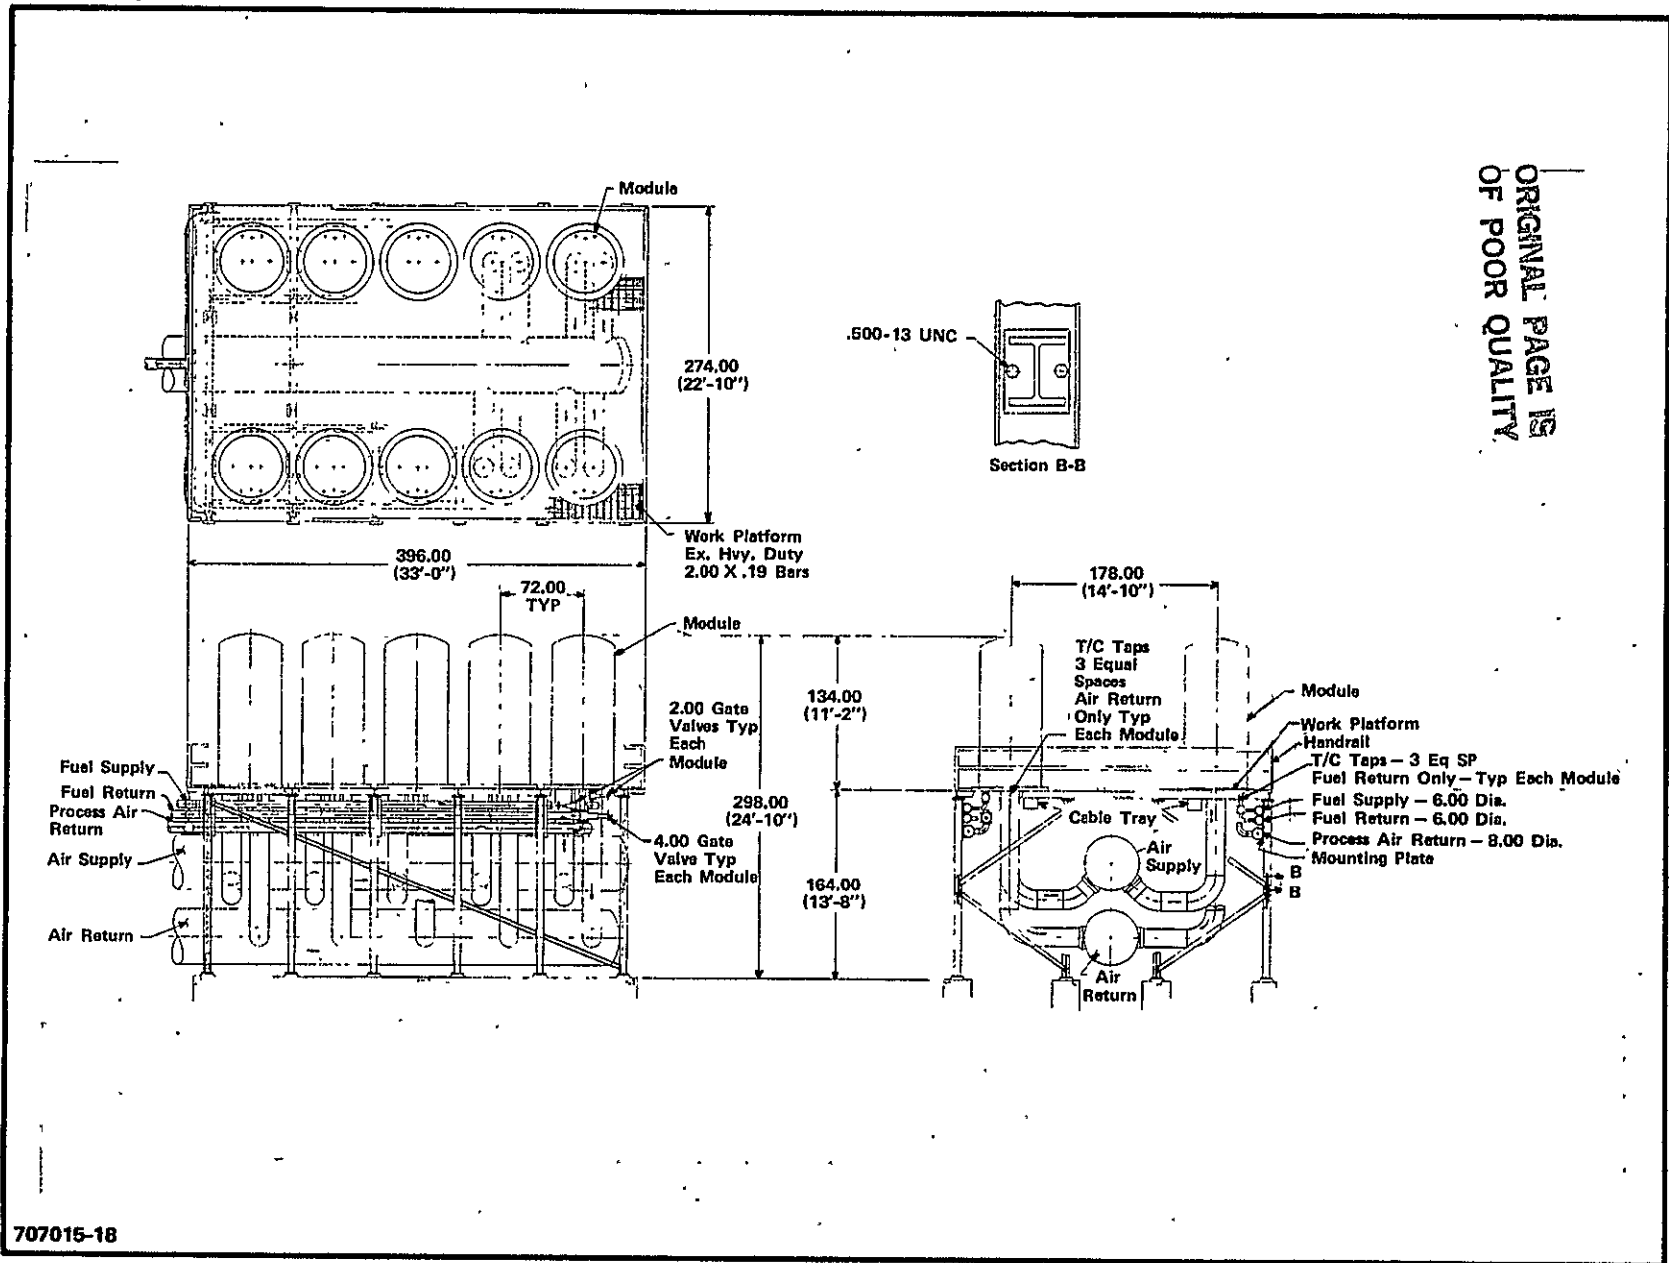 ORIGINAL PAGE IS
OF POOR QUALITY
Module
274.00
(22'-10")
.500-13 UNC
Section B-B
Work Platform
Ex. Hvy. Duty
2.00 X .19 Bars
396.00
(33'-0")
72.00
TYP
Module
178.00
(14'-10")
T/C Taps
3 Equal
Spaces
Air Return
Only Typ
Each Module
134.00
(11'-2")
2.00 Gate
Valves Typ
Each
Module
Module
Work Platform
Handrail
T/C Taps – 3 Eq SP
Fuel Return Only – Typ Each Module
Fuel Supply – 6.00 Dia.
Fuel Return – 6.00 Dia.
Process Air Return – 8.00 Dia.
Mounting Plate
B
B
Fuel Supply
Fuel Return
Process Air
Return
Air Supply
Air Return
298.00
(24'-10")
4.00 Gate
Valve Typ
Each Module
164.00
(13'-8")
Cable Tray
Air
Supply
Air
Return
707015-18